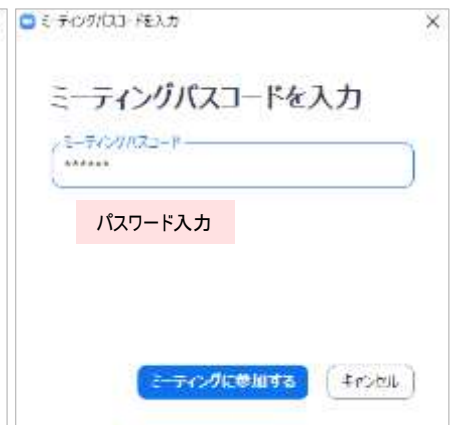 ミーティングパスコードを入力
ミーティングパスコードを入力
ミーティングパスコード
******
パスワード入力
ミーティングに参加する
キャンセル